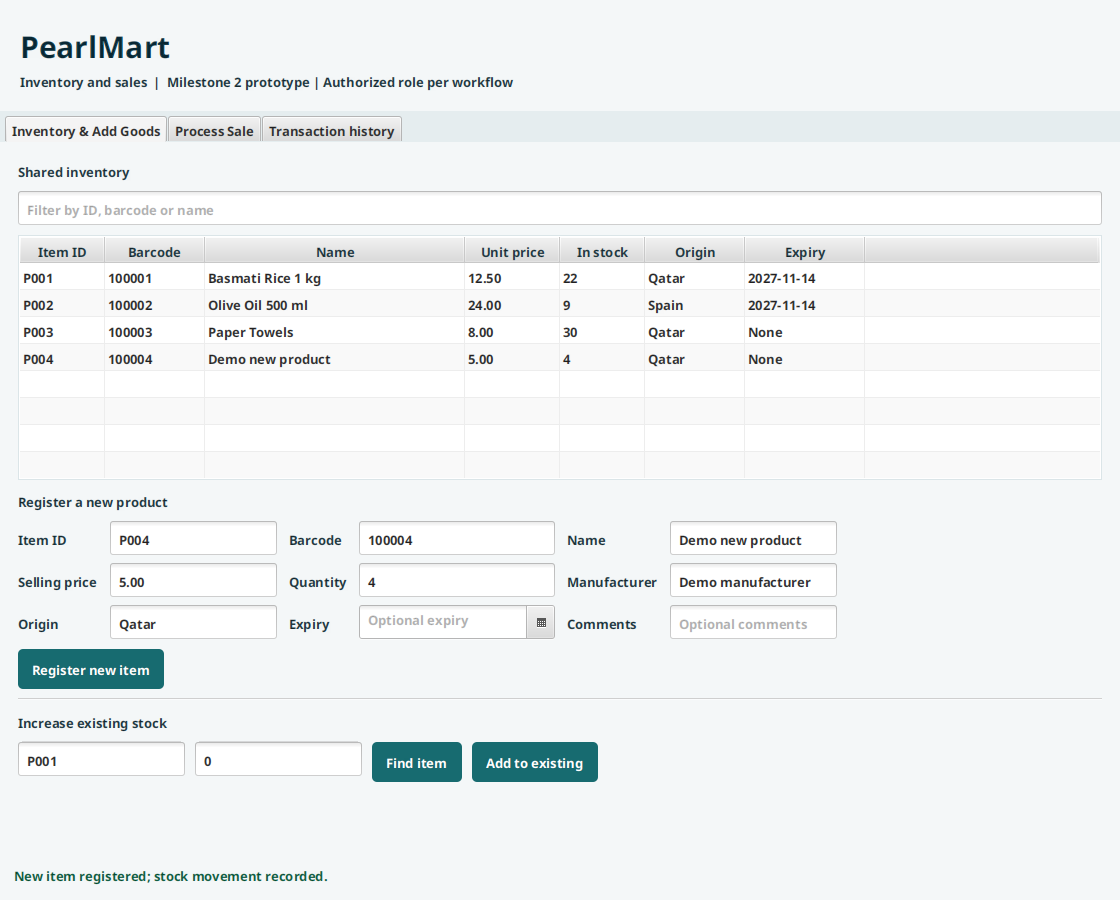 PearlMart
Inventory and sales | Milestone 2 prototype | Authorized role per workflow
Inventory & Add Goods Process Sale Transaction history
Shared inventory
Filter by ID, barcode or name
Item ID Barcode Name Unit price In stock Origin Expiry
P001 100001 Basmati Rice 1 kg 12.50 22 Qatar 2027-11-14
P002 100002 Olive Oil 500 ml 24.00 9 Spain 2027-11-14
P003 100003 Paper Towels 8.00 30 Qatar None
P004 100004 Demo new product 5.00 4 Qatar None
Register a new product
Item ID P004 Barcode 100004 Name Demo new product
Selling price 5.00 Quantity 4 Manufacturer Demo manufacturer
Origin Qatar Expiry Optional expiry Comments Optional comments
Register new item
Increase existing stock
P001 0 Find item Add to existing
New item registered; stock movement recorded.